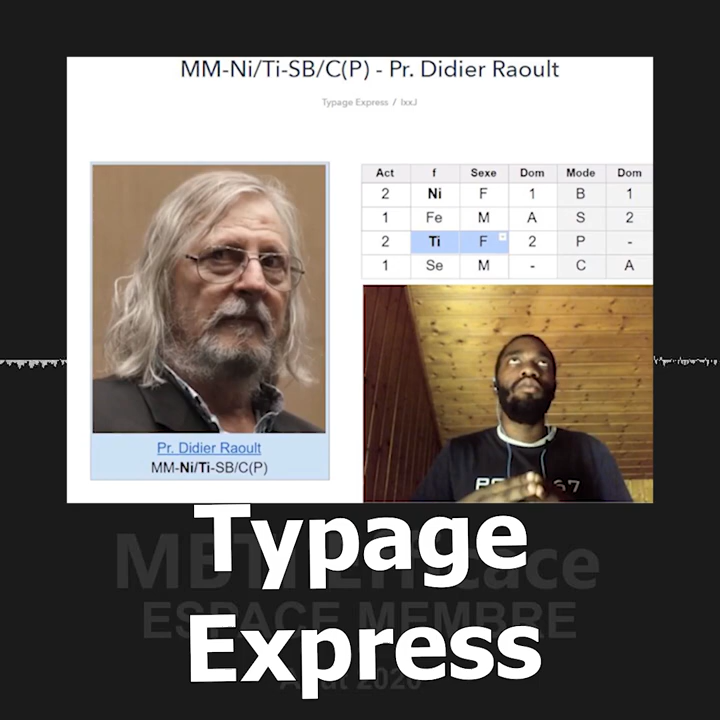 MM-Ni/Ti-SB/C(P) - Pr. Didier Raoult
Typage Express / IxxJ
Act f Sexe Dom Mode Dom
2 Ni F 1 B 1
1 Fe M A S 2
2 Ti F 2 P -
1 Se M - C A
Pr. Didier Raoult
MM-Ni/Ti-SB/C(P)
Typage
Express
MBTI Efficace
ESPACE MEMBRE